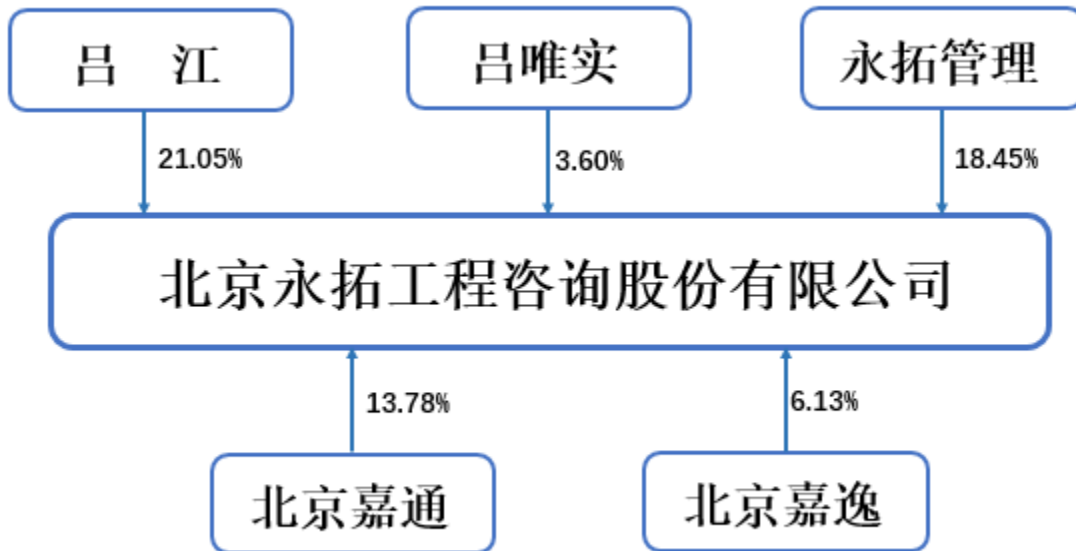 吕 江
吕唯实
永拓管理
21.05%
3.60%
18.45%
北京永拓工程咨询股份有限公司
13.78%
6.13%
北京嘉通
北京嘉逸